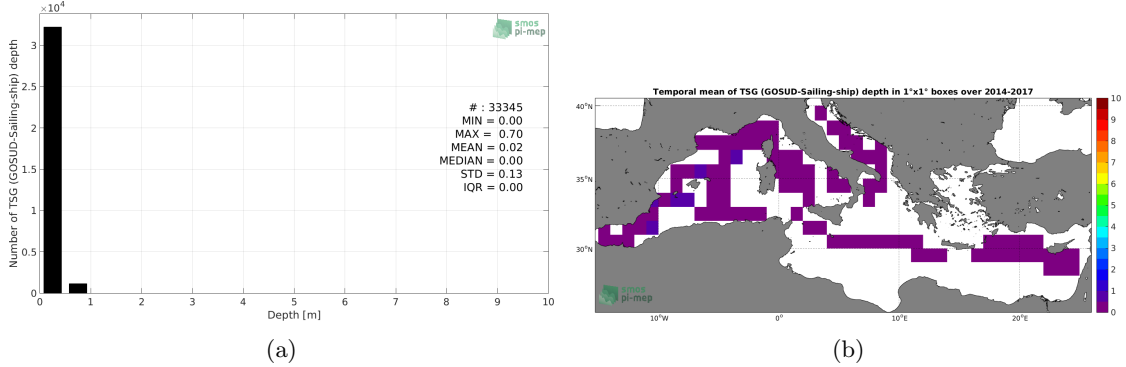 ×10⁴
3
2.5
2
1.5
1
0.5
0
Number of TSG (GOSUD-Sailing-ship) depth
smos
pi-mep
# : 33345
MIN = 0.00
MAX = 0.70
MEAN = 0.02
MEDIAN = 0.00
STD = 0.13
IQR = 0.00
0 1 2 3 4 5 6 7 8 9 10
Depth [m]
(a)
Temporal mean of TSG (GOSUD-Sailing-ship) depth in 1°x1° boxes over 2014-2017
40°N
35°N
30°N
smos
pi-mep
10°W
0°
10°E
20°E
10
9
8
7
6
5
4
3
2
1
0
(b)